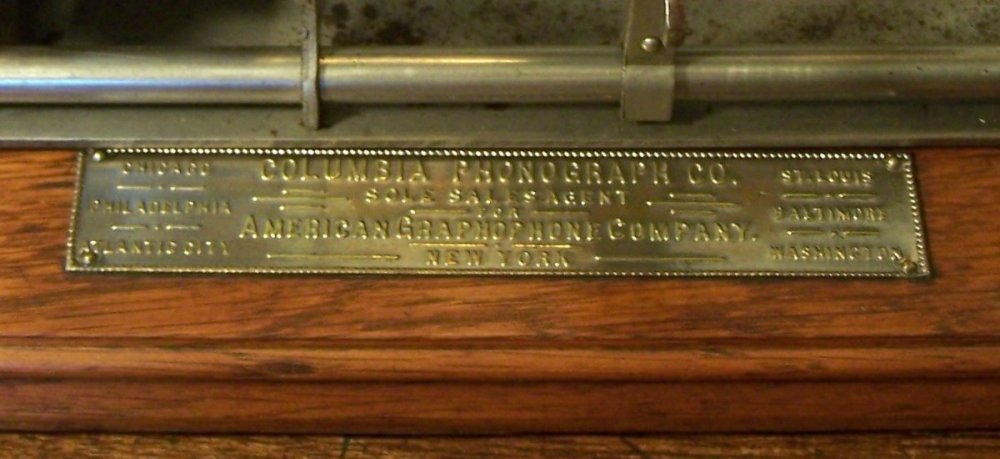 CHICAGO
PHILADELPHIA
ATLANTIC CITY
COLUMBIA PHONOGRAPH CO.
SOLE SALES AGENT
FOR
AMERICAN GRAPHOPHONE COMPANY.
NEW YORK
ST. LOUIS
BALTIMORE
WASHINGTON